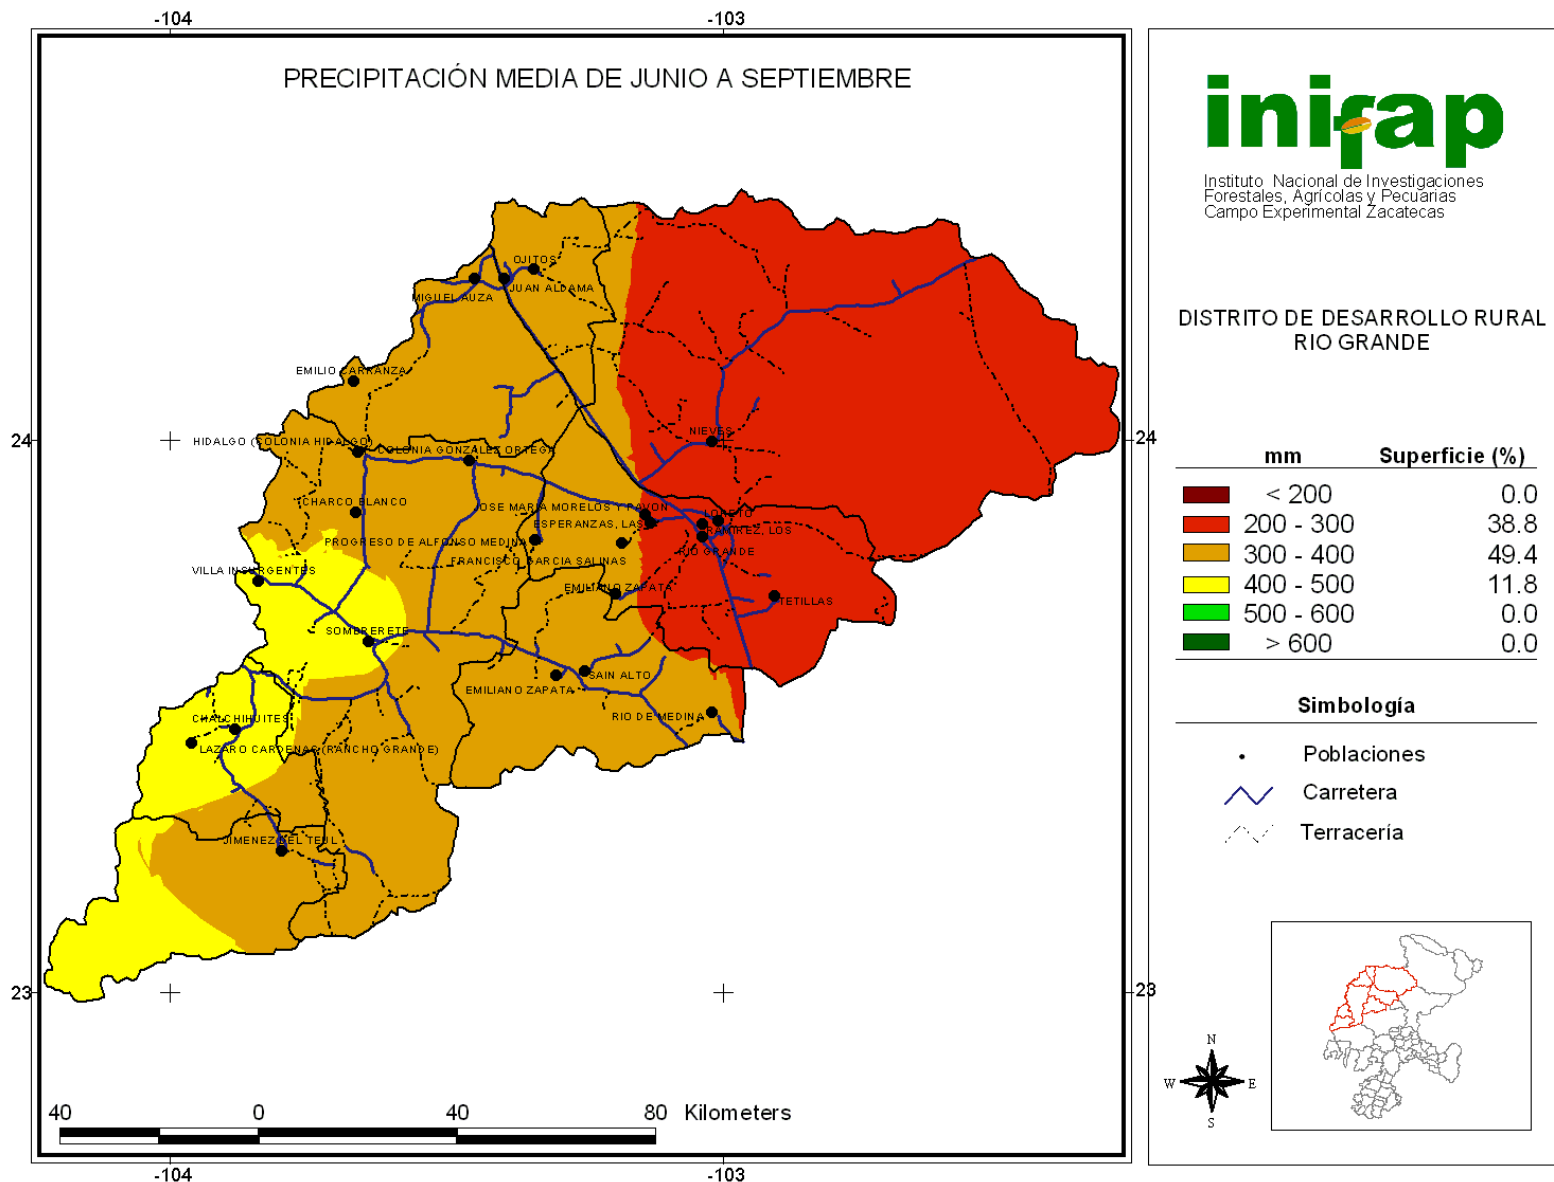 -104
-103
PRECIPITACIÓN MEDIA DE JUNIO A SEPTIEMBRE
OJITOS
JUAN ALDAMA
MIGUEL AUZA
EMILIO CARRANZA
24
24
NIEVES
HIDALGO (COLONIA HIDALGO)
COLONIA GONZALEZ ORTEGA
CHARCO BLANCO
JOSE MARIA MORELOS Y PAVON
LORETO
ESPERANZAS, LAS
RAMIREZ, LOS
PROGRESO DE ALFONSO MEDINA
RIO GRANDE
FRANCISCO GARCIA SALINAS
VILLA INSURGENTES
EMILIANO ZAPATA
TETILLAS
SOMBRERETE
SAIN ALTO
EMILIANO ZAPATA
RIO DE MEDINA
CHALCHIHUITES
LAZARO CARDENAS (RANCHO GRANDE)
JIMENEZ DEL TEUL
23
23
40
0
40
80
Kilometers
-104
-103
inifap
Instituto Nacional de Investigaciones
Forestales, Agrícolas y Pecuarias
Campo Experimental Zacatecas
DISTRITO DE DESARROLLO RURAL
RIO GRANDE
mm Superficie (%)
< 200 0.0
200 - 300 38.8
300 - 400 49.4
400 - 500 11.8
500 - 600 0.0
> 600 0.0
Simbología
Poblaciones
Carretera
Terracería
N
W
E
S